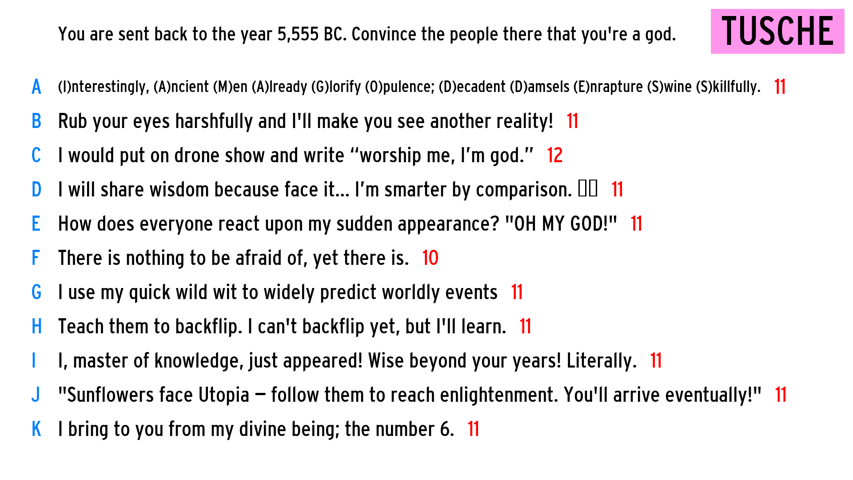 You are sent back to the year 5,555 BC. Convince the people there that you're a god.
TUSCHE
A (I)nterestingly, (A)ncient (M)en (A)lready (G)lorify (O)pulence; (D)ecadent (D)amsels (E)nrapture (S)wine (S)killfully. 11
B Rub your eyes harshfully and I'll make you see another reality! 11
C I would put on drone show and write “worship me, I’m god.” 12
D I will share wisdom because face it... I’m smarter by comparison. 11
E How does everyone react upon my sudden appearance? "OH MY GOD!" 11
F There is nothing to be afraid of, yet there is. 10
G I use my quick wild wit to widely predict worldly events 11
H Teach them to backflip. I can't backflip yet, but I'll learn. 11
I I, master of knowledge, just appeared! Wise beyond your years! Literally. 11
J "Sunflowers face Utopia – follow them to reach enlightenment. You'll arrive eventually!" 11
K I bring to you from my divine being; the number 6. 11